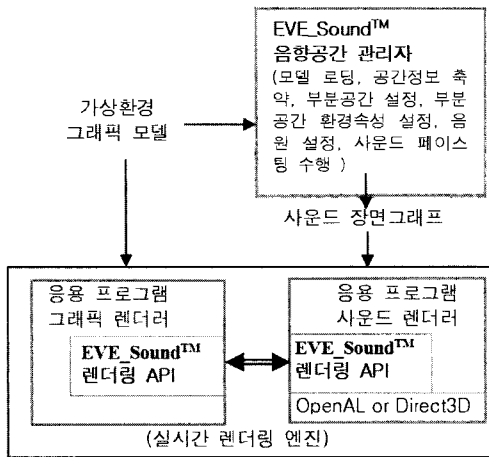 EVE_Sound™
음향공간 관리자
(모델 로딩, 공간정보 축
약, 부분공간 설정, 부분
공간 환경속성 설정, 음
원 설정, 사운드 페이스
팅 수행 )
가상환경
그래픽 모델
사운드 장면그래프
응용 프로그램
그래픽 렌더러
EVE_Sound™
렌더링 API
응용 프로그램
사운드 렌더러
EVE_Sound™
렌더링 API
OpenAL or Direct3D
(실시간 렌더링 엔진)